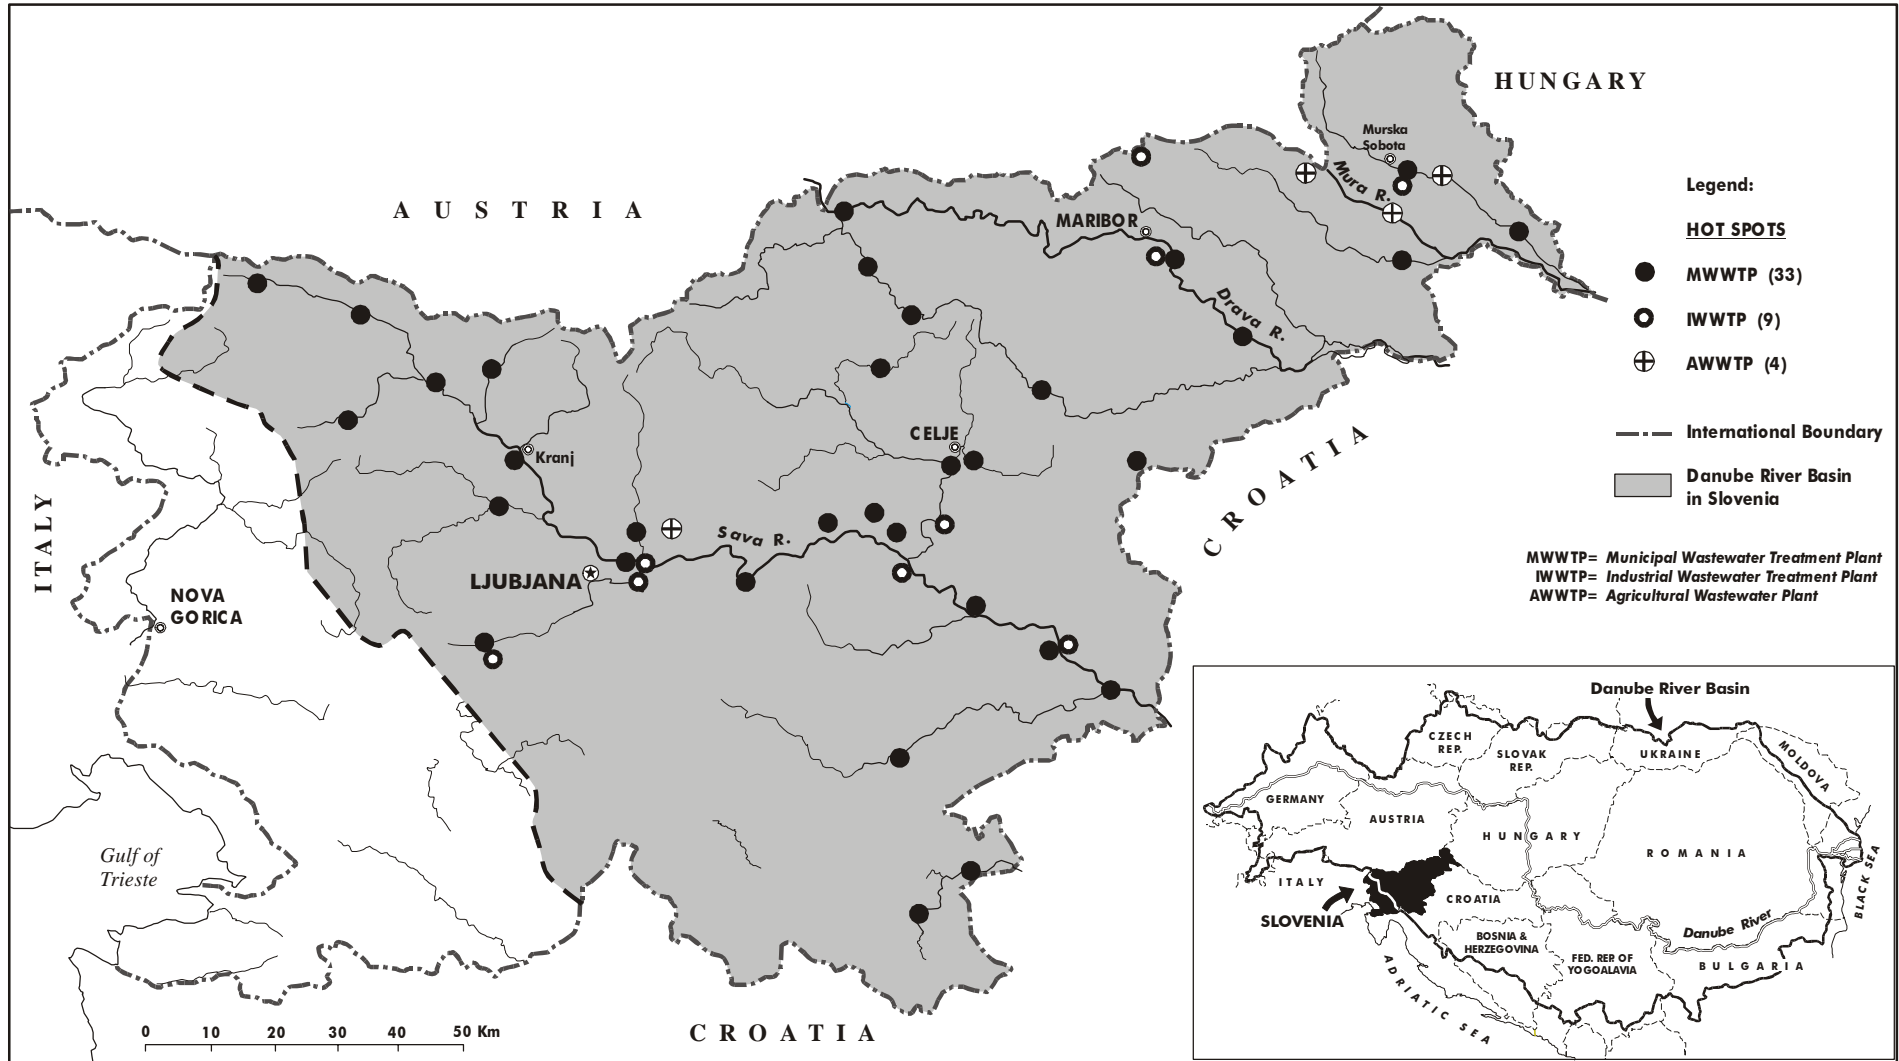 HUNGARY
AUSTRIA
Murska
Sobota
Mura R.
MARIBOR
Drava R.
CELJE
Kranj
CROATIA
ITALY
Sava R.
LJUBJANA
NOVA
GORICA
Gulf of
Trieste
CROATIA
0 10 20 30 40 50 Km
Legend:
HOT SPOTS
MWWTP (33)
IWWTP (9)
AWWTP (4)
International Boundary
Danube River Basin
in Slovenia
MWWTP= Municipal Wastewater Treatment Plant
IWWTP= Industrial Wastewater Treatment Plant
AWWTP= Agricultural Wastewater Plant
Danube River Basin
CZECH
REP.
SLOVAK
REP.
UKRAINE
MOLDOVA
GERMANY
AUSTRIA
HUNGARY
ROMANIA
ITALY
SLOVENIA
CROATIA
BLACK SEA
BOSNIA &
HERZEGOVINA
Danube River
FED. RER OF
YOGOALAVIA
BULGARIA
ADRIATIC SEA